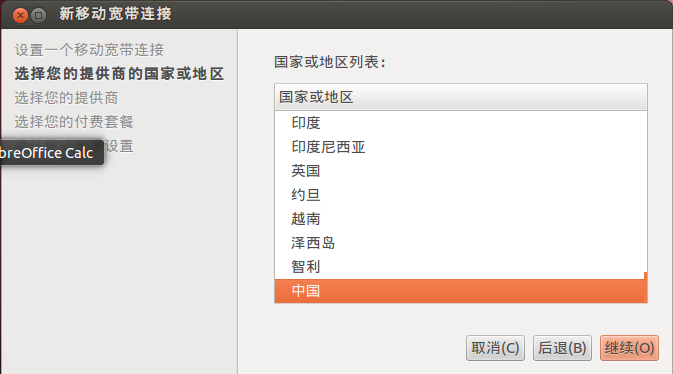 新移动宽带连接
设置一个移动宽带连接
选择您的提供商的国家或地区
选择您的提供商
选择您的付费套餐
设置
breOffice Calc
国家或地区列表：
国家或地区
印度
印度尼西亚
英国
约旦
越南
泽西岛
智利
中国
取消(C)
后退(B)
继续(O)